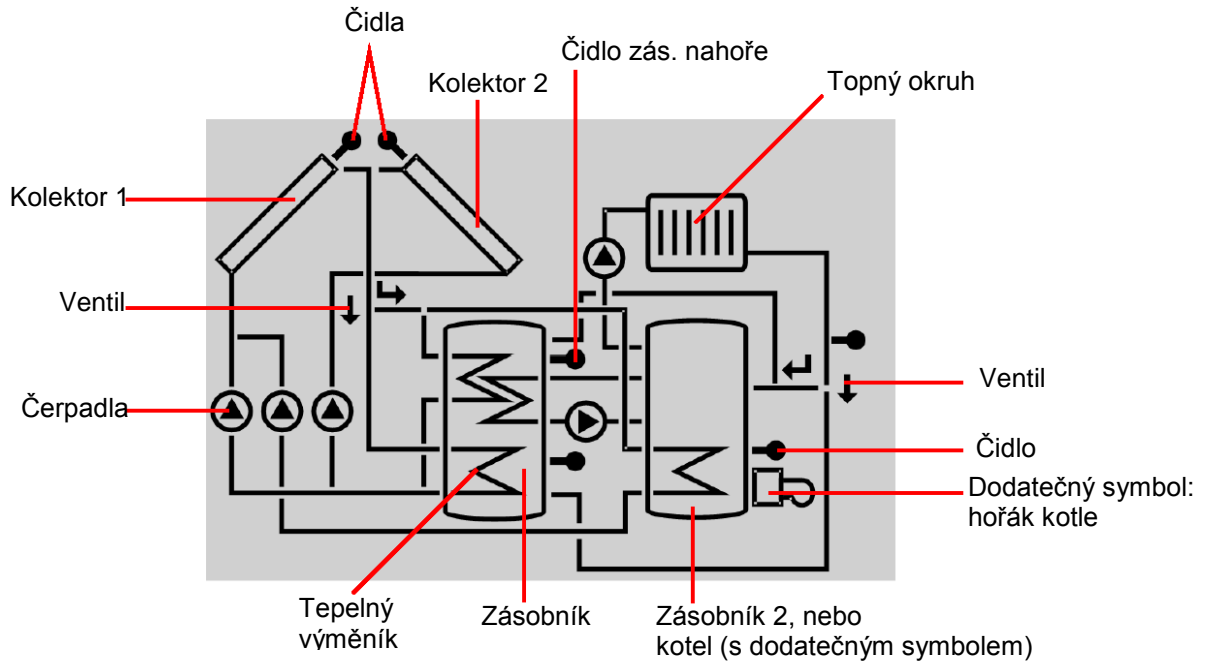 Čidla
Čidlo zás. nahoře
Kolektor 2
Topný okruh
Kolektor 1
Ventil
Ventil
Čerpadla
Čidlo
Dodatečný symbol:
hořák kotle
Tepelný
výměník
Zásobník
Zásobník 2, nebo
kotel (s dodatečným symbolem)